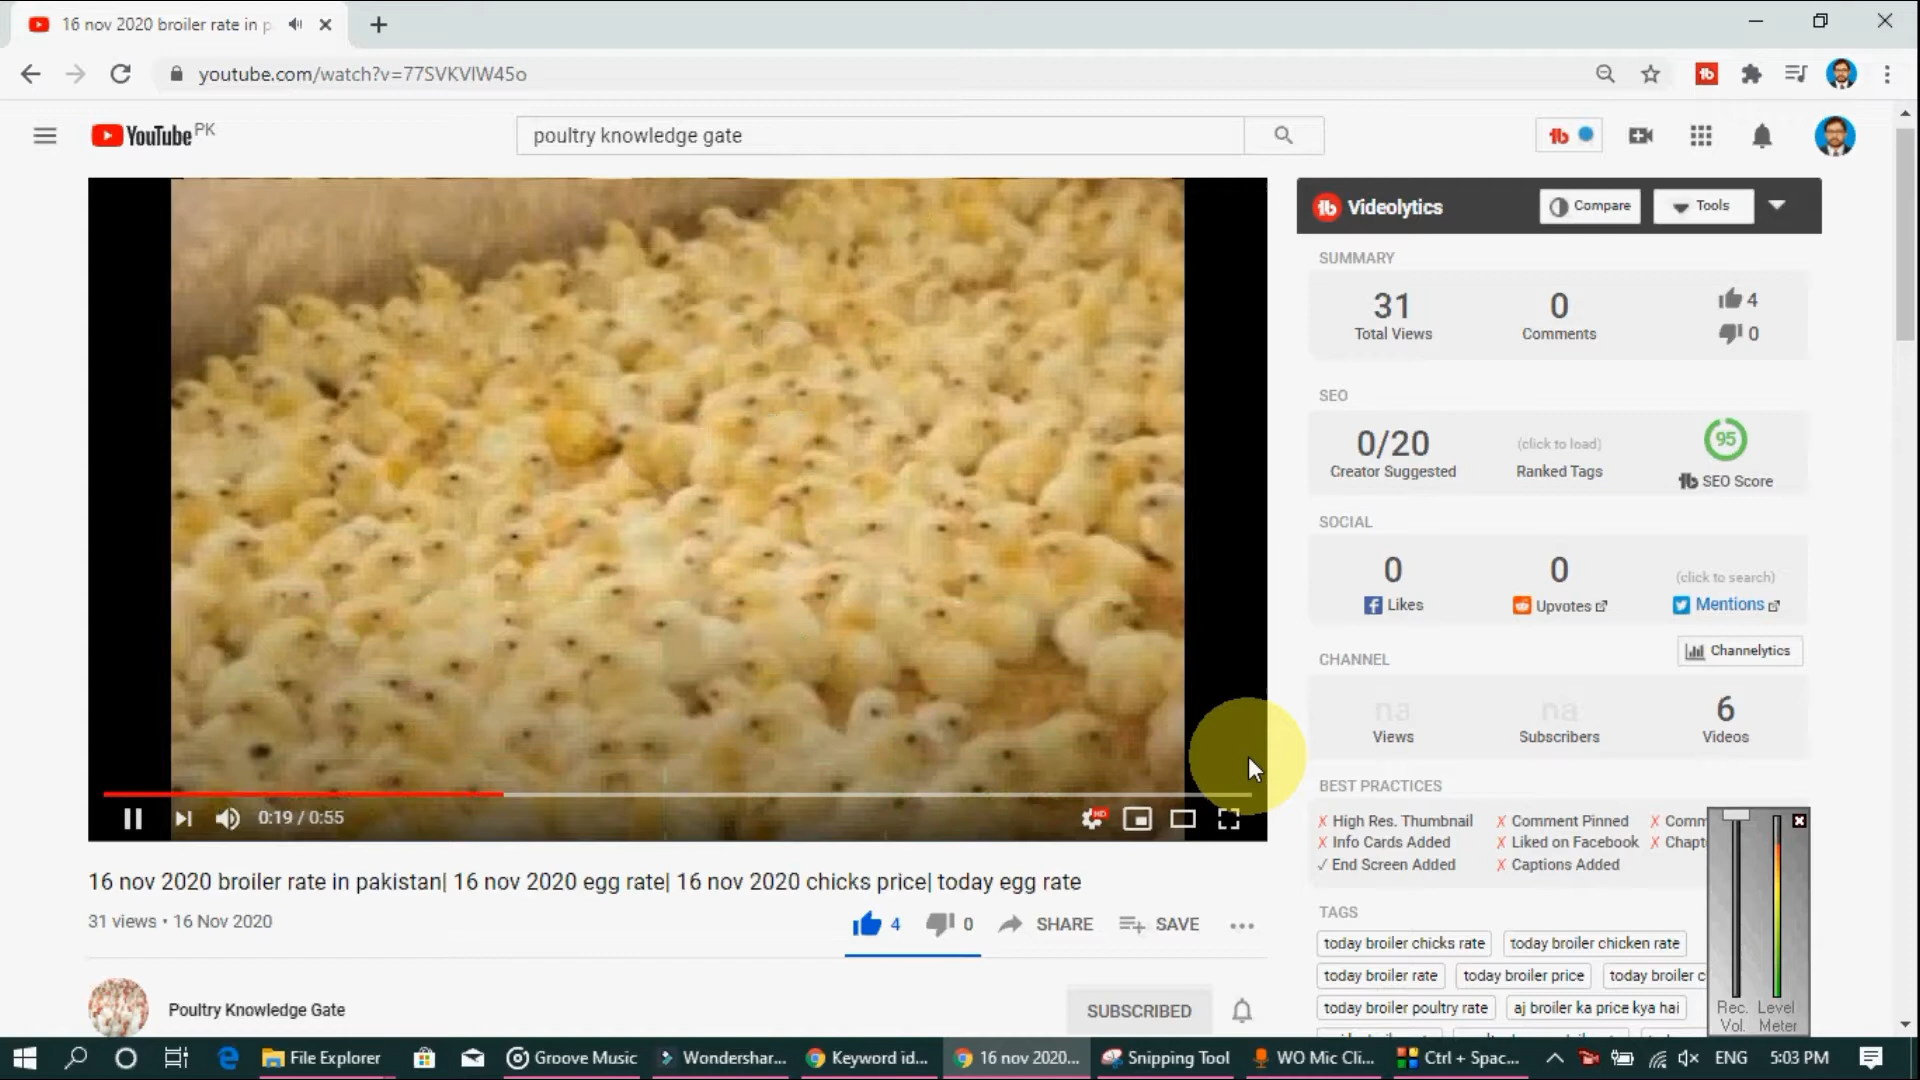 16 nov 2020 broiler rate in p
youtube.com/watch?v=77SVKVIW45o
YouTube PK
poultry knowledge gate
Videolytics
Compare
Tools
SUMMARY
31
Total Views
0
Comments
4
0
SEO
0/20
Creator Suggested
(click to load)
Ranked Tags
95
SEO Score
SOCIAL
0
Likes
0
Upvotes
(click to search)
Mentions
CHANNEL
Channelytics
na
Views
na
Subscribers
6
Videos
BEST PRACTICES
High Res. Thumbnail
Comment Pinned
Info Cards Added
Liked on Facebook
End Screen Added
Captions Added
TAGS
today broiler chicks rate
today broiler chicken rate
today broiler rate
today broiler price
today broiler c
today broiler poultry rate
aj broiler ka price kya hai
Rec. Vol.
Level Meter
0:19 / 0:55
HD
16 nov 2020 broiler rate in pakistan| 16 nov 2020 egg rate| 16 nov 2020 chicks price| today egg rate
31 views • 16 Nov 2020
4
0
SHARE
SAVE
Poultry Knowledge Gate
SUBSCRIBED
File Explorer
Groove Music
Wondershar...
Keyword id...
16 nov 2020...
Snipping Tool
WO Mic Cli...
Ctrl + Spac...
ENG
5:03 PM